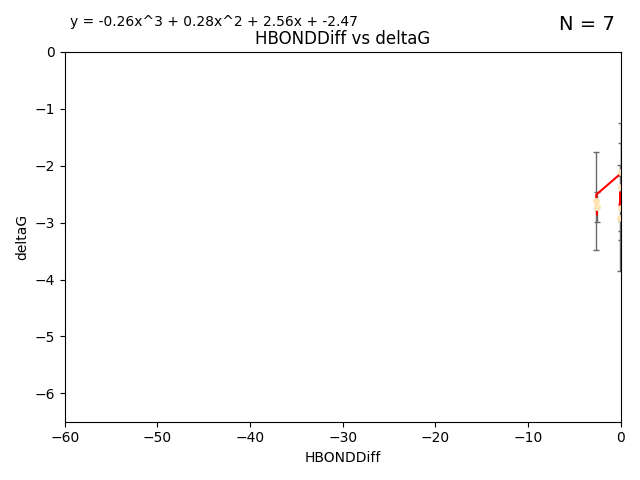 y = -0.26x^3 + 0.28x^2 + 2.56x + -2.47
N = 7
HBONDDiff vs deltaG
0
−1
−2
−3
−4
−5
−6
deltaG
−60 −50 −40 −30 −20 −10 0
HBONDDiff